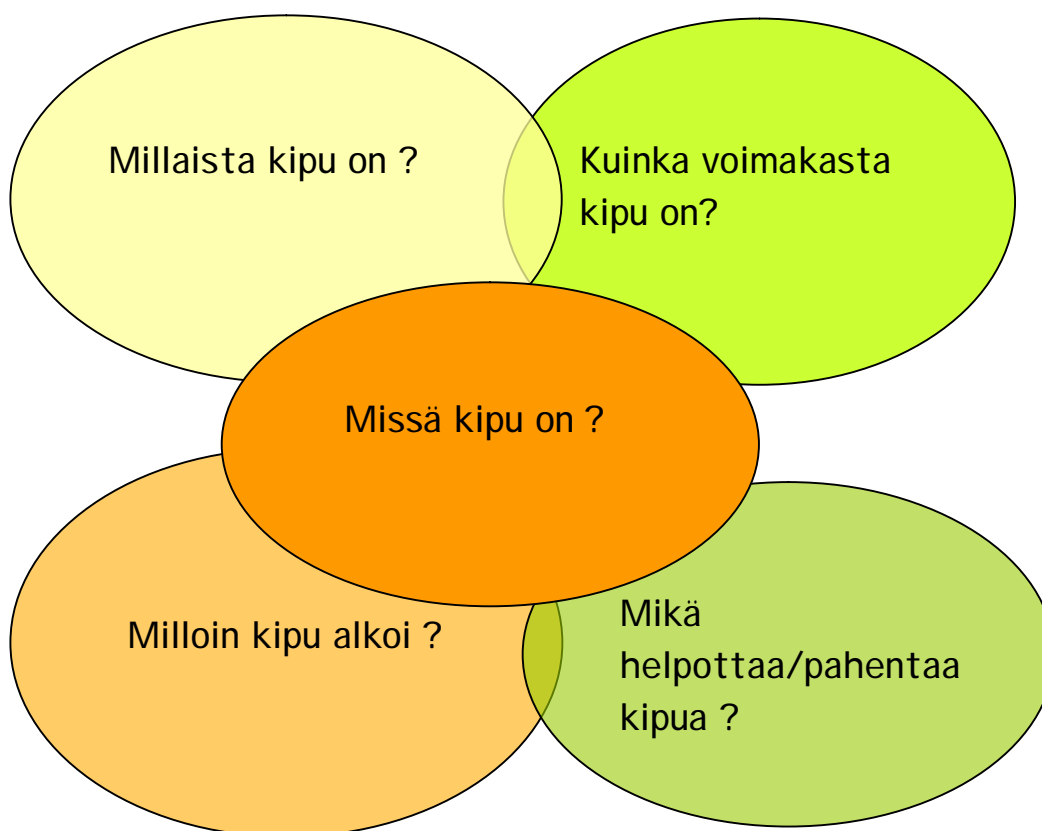 Millaista kipu on ?
Kuinka voimakasta
kipu on?
Missä kipu on ?
Milloin kipu alkoi ?
Mikä
helpottaa/pahentaa
kipua ?